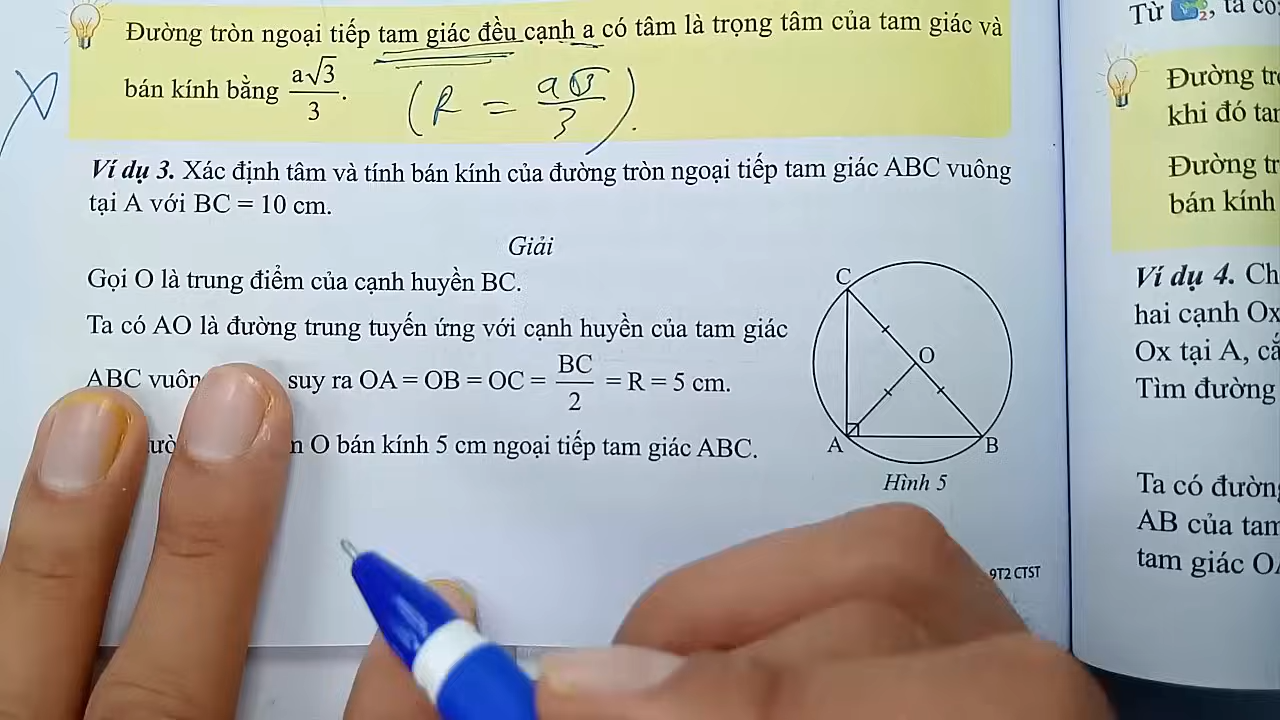 Đường tròn ngoại tiếp tam giác đều cạnh a có tâm là trọng tâm của tam giác và
bán kính bằng a√3/3.
(R = a√3/3).
Ví dụ 3. Xác định tâm và tính bán kính của đường tròn ngoại tiếp tam giác ABC vuông
tại A với BC = 10 cm.
Giải
Gọi O là trung điểm của cạnh huyền BC.
Ta có AO là đường trung tuyến ứng với cạnh huyền của tam giác
ABC vuôn suy ra OA = OB = OC = BC/2 = R = 5 cm.
O bán kính 5 cm ngoại tiếp tam giác ABC.
C
O
A
B
Hình 5
9T2 CTST
Từ 2, ta có
Đường tr
khi đó tam
Đường tr
bán kính
Ví dụ 4. Ch
hai cạnh Ox
Ox tại A, cắ
Tìm đường
Ta có đường
AB của tam
tam giác OA